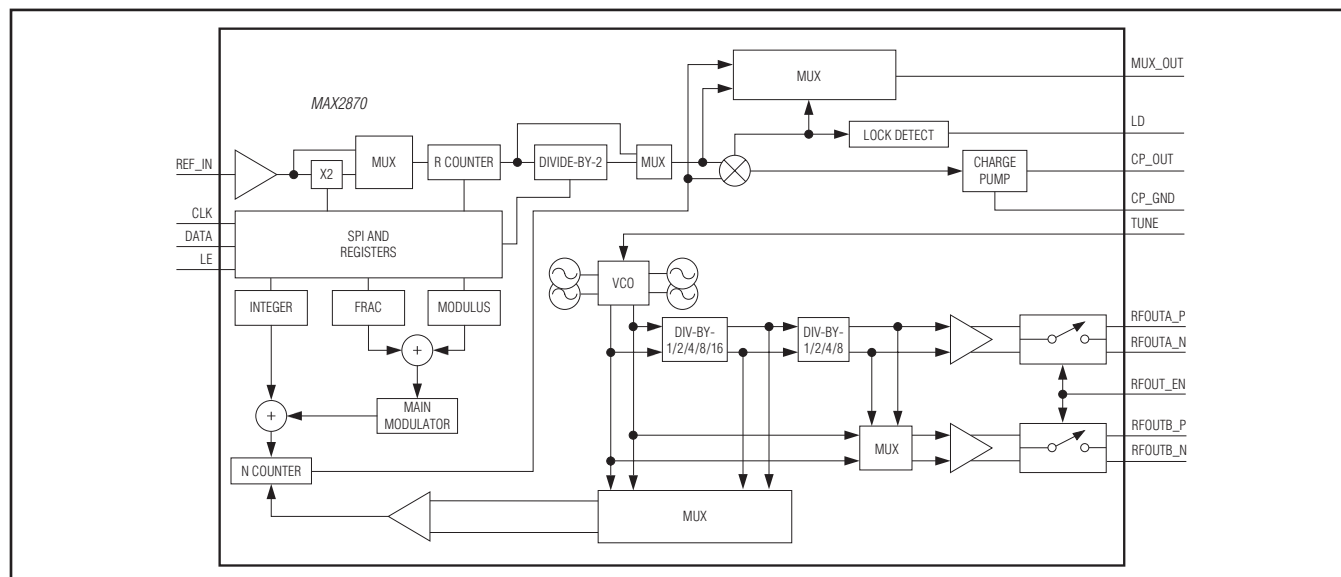 MAX2870
REF_IN
CLK
DATA
LE
X2
MUX
R COUNTER
DIVIDE-BY-2
MUX
MUX
LOCK DETECT
CHARGE
PUMP
MUX_OUT
LD
CP_OUT
CP_GND
TUNE
SPI AND
REGISTERS
INTEGER
FRAC
MODULUS
+
MAIN
MODULATOR
+
N COUNTER
VCO
DIV-BY-
1/2/4/8/16
DIV-BY-
1/2/4/8
MUX
MUX
RFOUTA_P
RFOUTA_N
RFOUT_EN
RFOUTB_P
RFOUTB_N